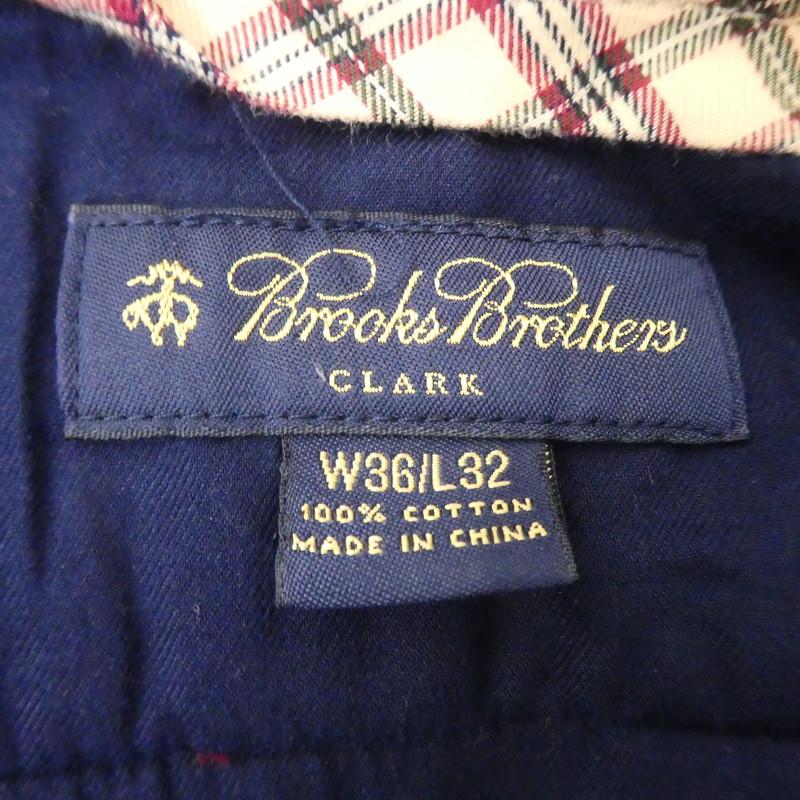 Brooks Brothers
CLARK
W36/L32
100% COTTON
MADE IN CHINA